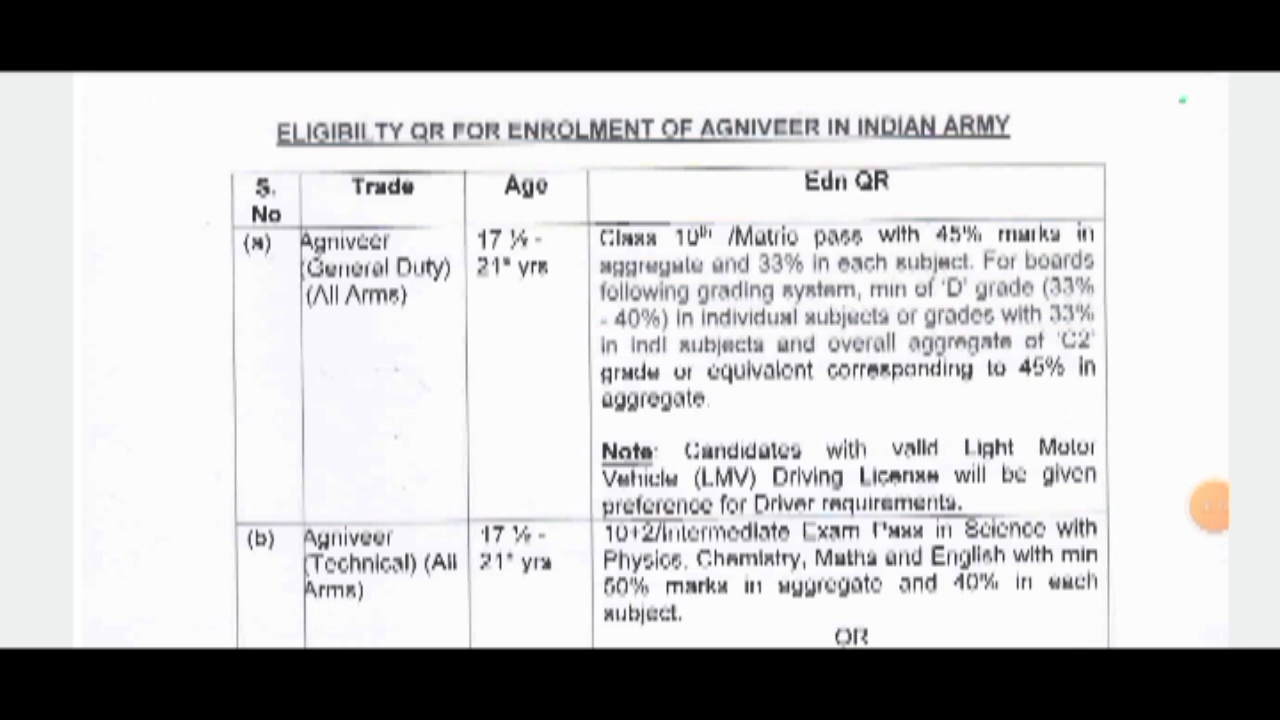 ELIGIBILTY QR FOR ENROLMENT OF AGNIVEER IN INDIAN ARMY
S. No
Trade
Age
Edn QR
(a)
Agniveer
(General Duty)
(All Arms)
17 ½ -
21* yrs
Class 10th /Matric pass with 45% marks in
aggregate and 33% in each subject. For boards
following grading system, min of 'D' grade (33%
- 40%) in individual subjects or grades with 33%
in indl subjects and overall aggregate of 'C2'
grade or equivalent corresponding to 45% in
aggregate.
Note: Candidates with valid Light Motor
Vehicle (LMV) Driving License will be given
preference for Driver requirements.
(b)
Agniveer
(Technical) (All
Arms)
17 ½ -
21* yrs
10+2/Intermediate Exam Pass in Science with
Physics, Chemistry, Maths and English with min
50% marks in aggregate and 40% in each
subject.
OR